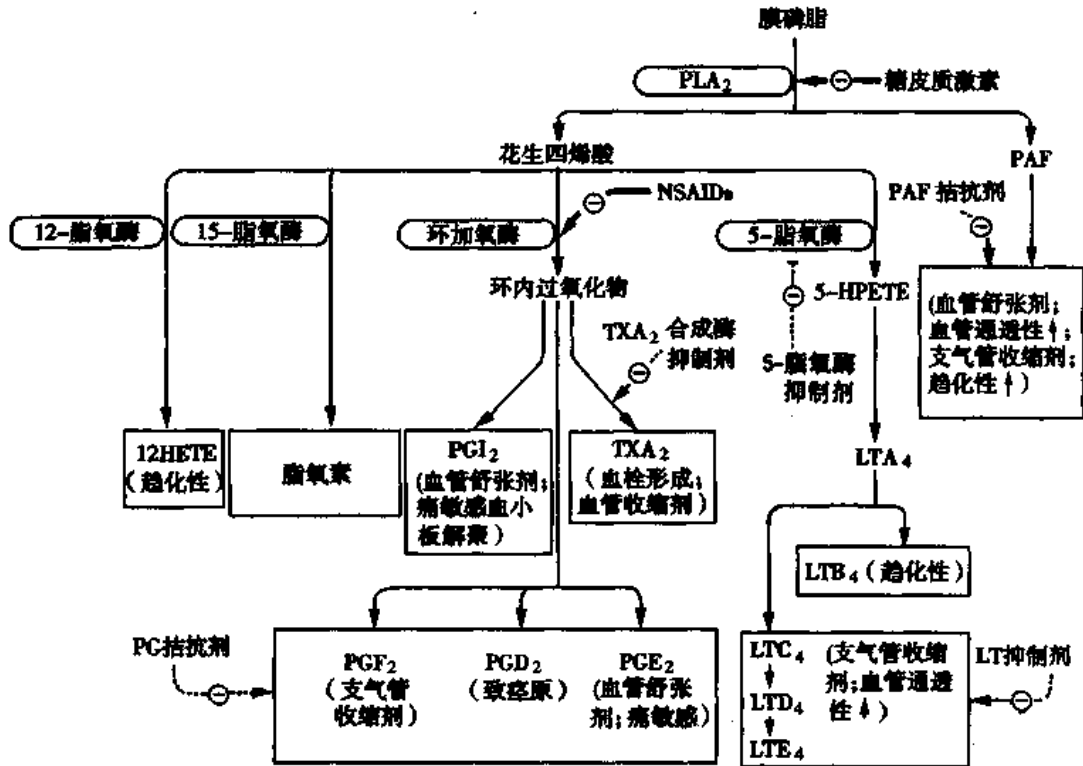 膜磷脂
PLA₂
糖皮质激素
花生四烯酸
PAF
NSAIDs
PAF 拮抗剂
12-脂氧酶
15-脂氧酶
环加氧酶
5-脂氧酶
环内过氧化物
5-HPETE
TXA₂ 合成酶
抑制剂
5-脂氧酶
抑制剂
(血管舒张剂;
血管通透性↑;
支气管收缩剂;
趋化性↑)
12HETE
(趋化性)
脂氧素
PGI₂
(血管舒张剂;
痛敏感血小
板解聚)
TXA₂
(血栓形成;
血管收缩剂)
LTA₄
LTB₄(趋化性)
PG拮抗剂
PGF₂
(支气管
收缩剂)
PGD₂
(致痉原)
PGE₂
(血管舒张
剂;痛敏感)
LTC₄
LTD₄
LTE₄
(支气管收缩
剂;血管通透
性↑)
LT抑制剂